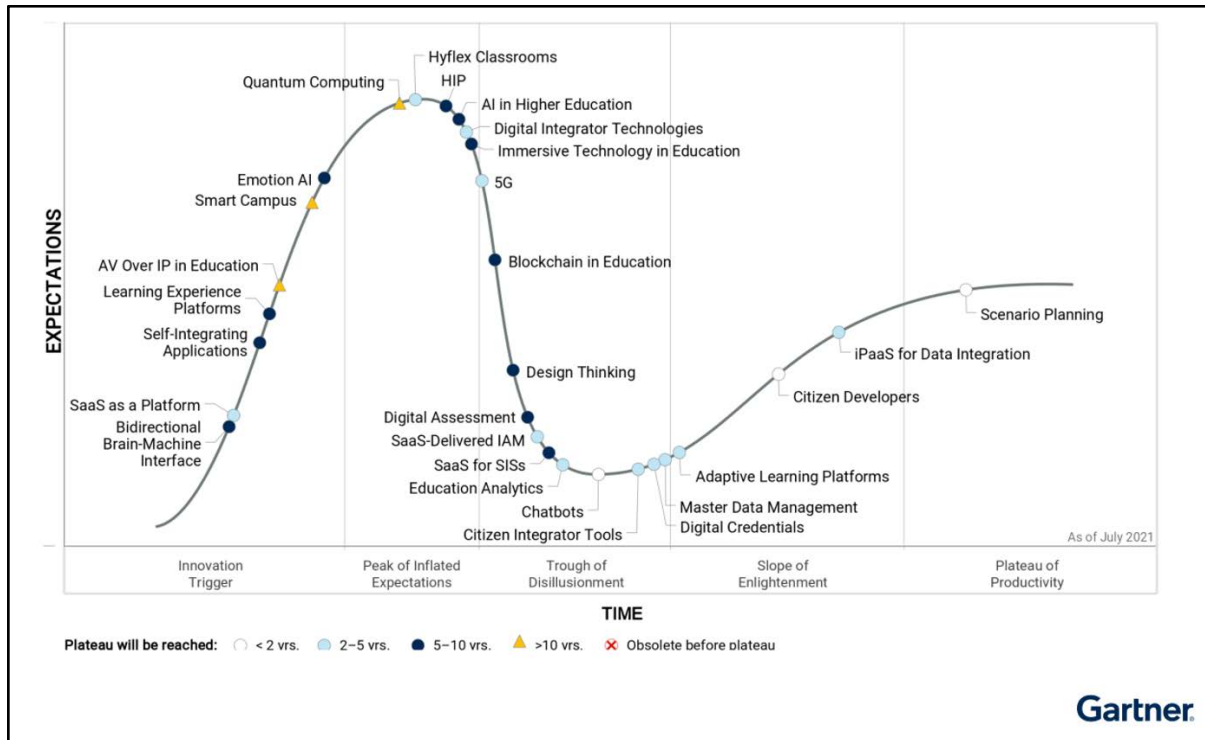 Hyflex Classrooms
Quantum Computing
HIP
AI in Higher Education
Digital Integrator Technologies
Immersive Technology in Education
Emotion AI
5G
Smart Campus
AV Over IP in Education
Blockchain in Education
Learning Experience
Platforms
Scenario Planning
Self-Integrating
Applications
iPaaS for Data Integration
Design Thinking
Citizen Developers
SaaS as a Platform
Digital Assessment
Bidirectional
Brain-Machine
Interface
SaaS-Delivered IAM
SaaS for SISs
Adaptive Learning Platforms
Education Analytics
Chatbots
Master Data Management
Citizen Integrator Tools
Digital Credentials
EXPECTATIONS
As of July 2021
Innovation
Trigger
Peak of Inflated
Expectations
Trough of
Disillusionment
Slope of
Enlightenment
Plateau of
Productivity
TIME
Plateau will be reached: < 2 yrs. 2–5 yrs. 5–10 yrs. >10 yrs. Obsolete before plateau
Gartner